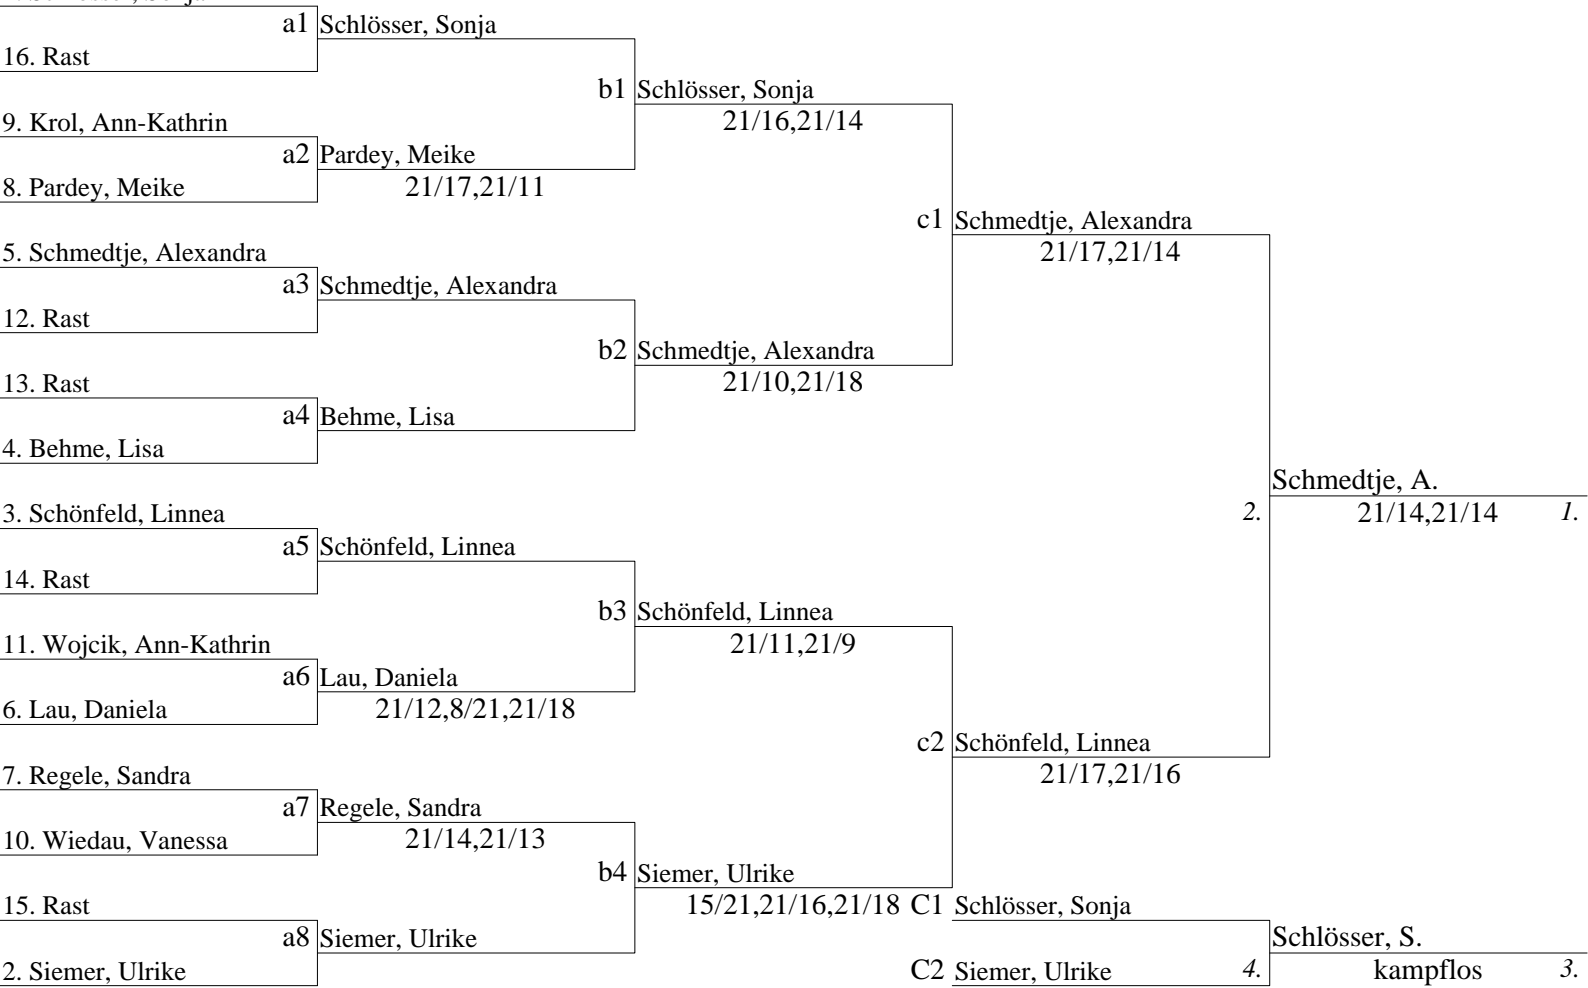 a1 Schlösser, Sonja
16. Rast
b1 Schlösser, Sonja
21/16,21/14
9. Krol, Ann-Kathrin
a2 Pardey, Meike
21/17,21/11
8. Pardey, Meike
c1 Schmedtje, Alexandra
21/17,21/14
5. Schmedtje, Alexandra
a3 Schmedtje, Alexandra
12. Rast
b2 Schmedtje, Alexandra
21/10,21/18
13. Rast
a4 Behme, Lisa
4. Behme, Lisa
Schmedtje, A.
2. 21/14,21/14 1.
3. Schönfeld, Linnea
a5 Schönfeld, Linnea
14. Rast
b3 Schönfeld, Linnea
21/11,21/9
11. Wojcik, Ann-Kathrin
a6 Lau, Daniela
21/12,8/21,21/18
6. Lau, Daniela
c2 Schönfeld, Linnea
21/17,21/16
7. Regele, Sandra
a7 Regele, Sandra
21/14,21/13
10. Wiedau, Vanessa
b4 Siemer, Ulrike
15/21,21/16,21/18
15. Rast
a8 Siemer, Ulrike
2. Siemer, Ulrike
C1 Schlösser, Sonja
Schlösser, S.
C2 Siemer, Ulrike 4. kampflos 3.